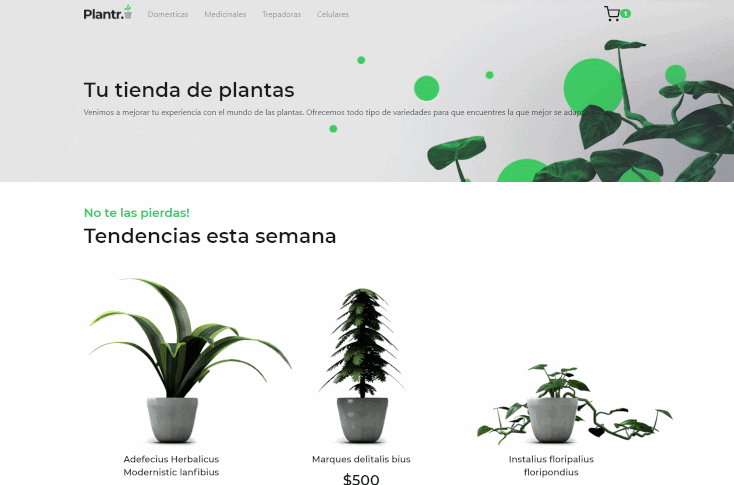 Plantr.
Domesticas Medicinales Trepadoras Celulares
1
Tu tienda de plantas
Venimos a mejorar tu experiencia con el mundo de las plantas. Ofrecemos todo tipo de variedades para que encuentres la que mejor se
No te las pierdas!
Tendencias esta semana
Adefecius Herbalicus
Modernistic lanfibius
Marques delitalis bius
$500
Instalius floripalius
floripondius